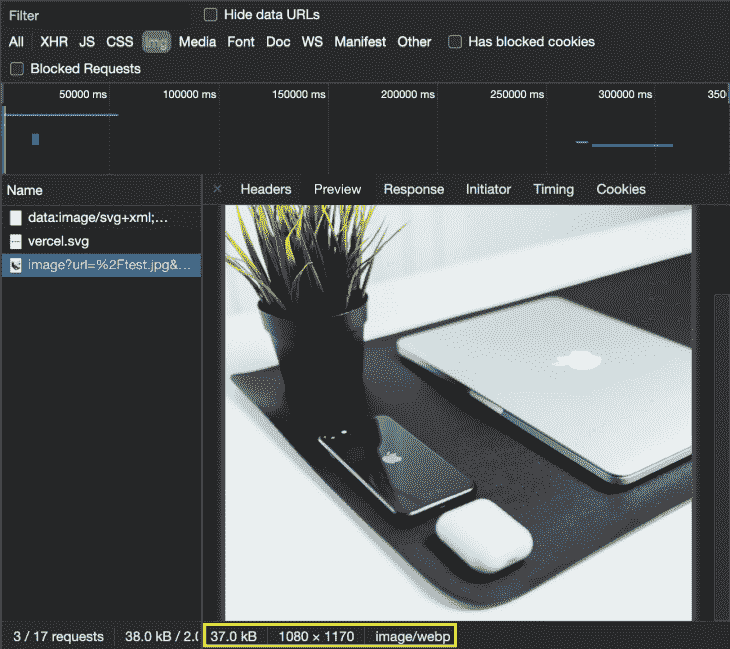 Filter
Hide data URLs
All XHR JS CSS Img Media Font Doc WS Manifest Other Has blocked cookies
Blocked Requests
50000 ms 100000 ms 150000 ms 200000 ms 250000 ms 300000 ms 350
Name
× Headers Preview Response Initiator Timing Cookies
data:image/svg+xml;…
vercel.svg
image?url=%2Ftest.jpg&…
3 / 17 requests 38.0 kB / 2.0 37.0 kB 1080 × 1170 image/webp